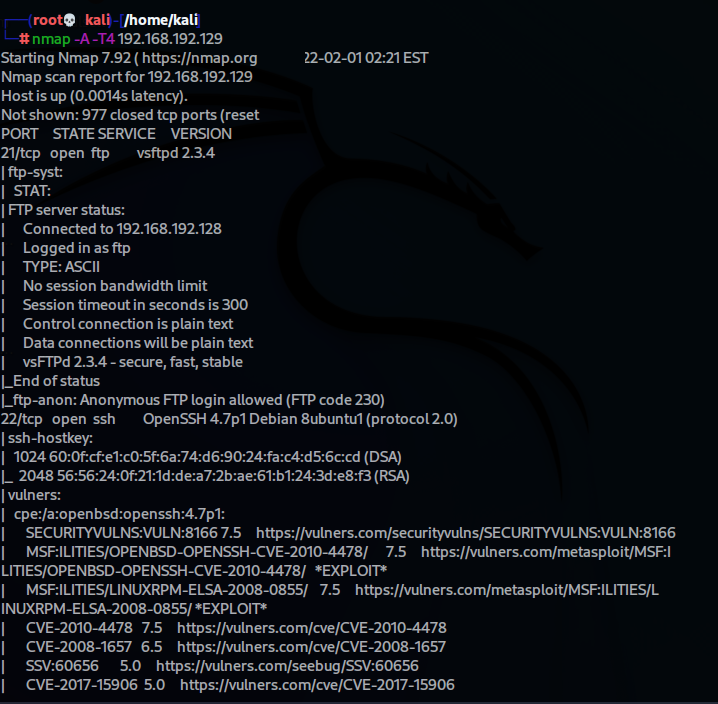 (root💀 kali)-[/home/kali]
# nmap -A -T4 192.168.192.129
Starting Nmap 7.92 ( https://nmap.org 22-02-01 02:21 EST
Nmap scan report for 192.168.192.129
Host is up (0.0014s latency).
Not shown: 977 closed tcp ports (reset
PORT STATE SERVICE VERSION
21/tcp open ftp vsftpd 2.3.4
| ftp-syst:
| STAT:
| FTP server status:
| Connected to 192.168.192.128
| Logged in as ftp
| TYPE: ASCII
| No session bandwidth limit
| Session timeout in seconds is 300
| Control connection is plain text
| Data connections will be plain text
| vsFTPd 2.3.4 - secure, fast, stable
|_End of status
|_ftp-anon: Anonymous FTP login allowed (FTP code 230)
22/tcp open ssh OpenSSH 4.7p1 Debian 8ubuntu1 (protocol 2.0)
| ssh-hostkey:
| 1024 60:0f:cf:e1:c0:5f:6a:74:d6:90:24:fa:c4:d5:6c:cd (DSA)
|_ 2048 56:56:24:0f:21:1d:de:a7:2b:ae:61:b1:24:3d:e8:f3 (RSA)
| vulners:
| cpe:/a:openbsd:openssh:4.7p1:
| SECURITYVULNS:VULN:8166 7.5 https://vulners.com/securityvulns/SECURITYVULNS:VULN:8166
| MSF:ILITIES/OPENBSD-OPENSSH-CVE-2010-4478/ 7.5 https://vulners.com/metasploit/MSF:I
LITIES/OPENBSD-OPENSSH-CVE-2010-4478/ *EXPLOIT*
| MSF:ILITIES/LINUXRPM-ELSA-2008-0855/ 7.5 https://vulners.com/metasploit/MSF:ILITIES/L
INUXRPM-ELSA-2008-0855/ *EXPLOIT*
| CVE-2010-4478 7.5 https://vulners.com/cve/CVE-2010-4478
| CVE-2008-1657 6.5 https://vulners.com/cve/CVE-2008-1657
| SSV:60656 5.0 https://vulners.com/seebug/SSV:60656
| CVE-2017-15906 5.0 https://vulners.com/cve/CVE-2017-15906